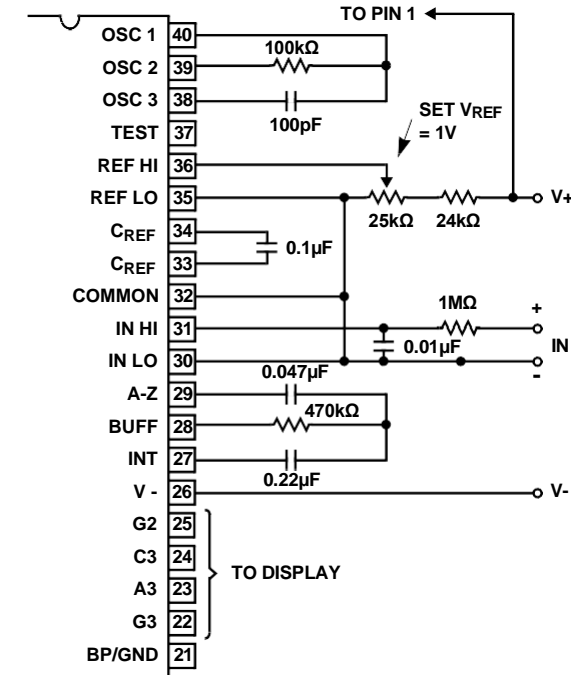 TO PIN 1
OSC 1 40
100kΩ
OSC 2 39
OSC 3 38
100pF
TEST 37
SET VREF
= 1V
REF HI 36
REF LO 35
V+
25kΩ 24kΩ
CREF 34
0.1µF
CREF 33
COMMON 32
1MΩ
+
IN HI 31
0.01µF
IN
IN LO 30
-
0.047µF
A-Z 29
470kΩ
BUFF 28
INT 27
0.22µF
V - 26
V-
G2 25
C3 24
TO DISPLAY
A3 23
G3 22
BP/GND 21